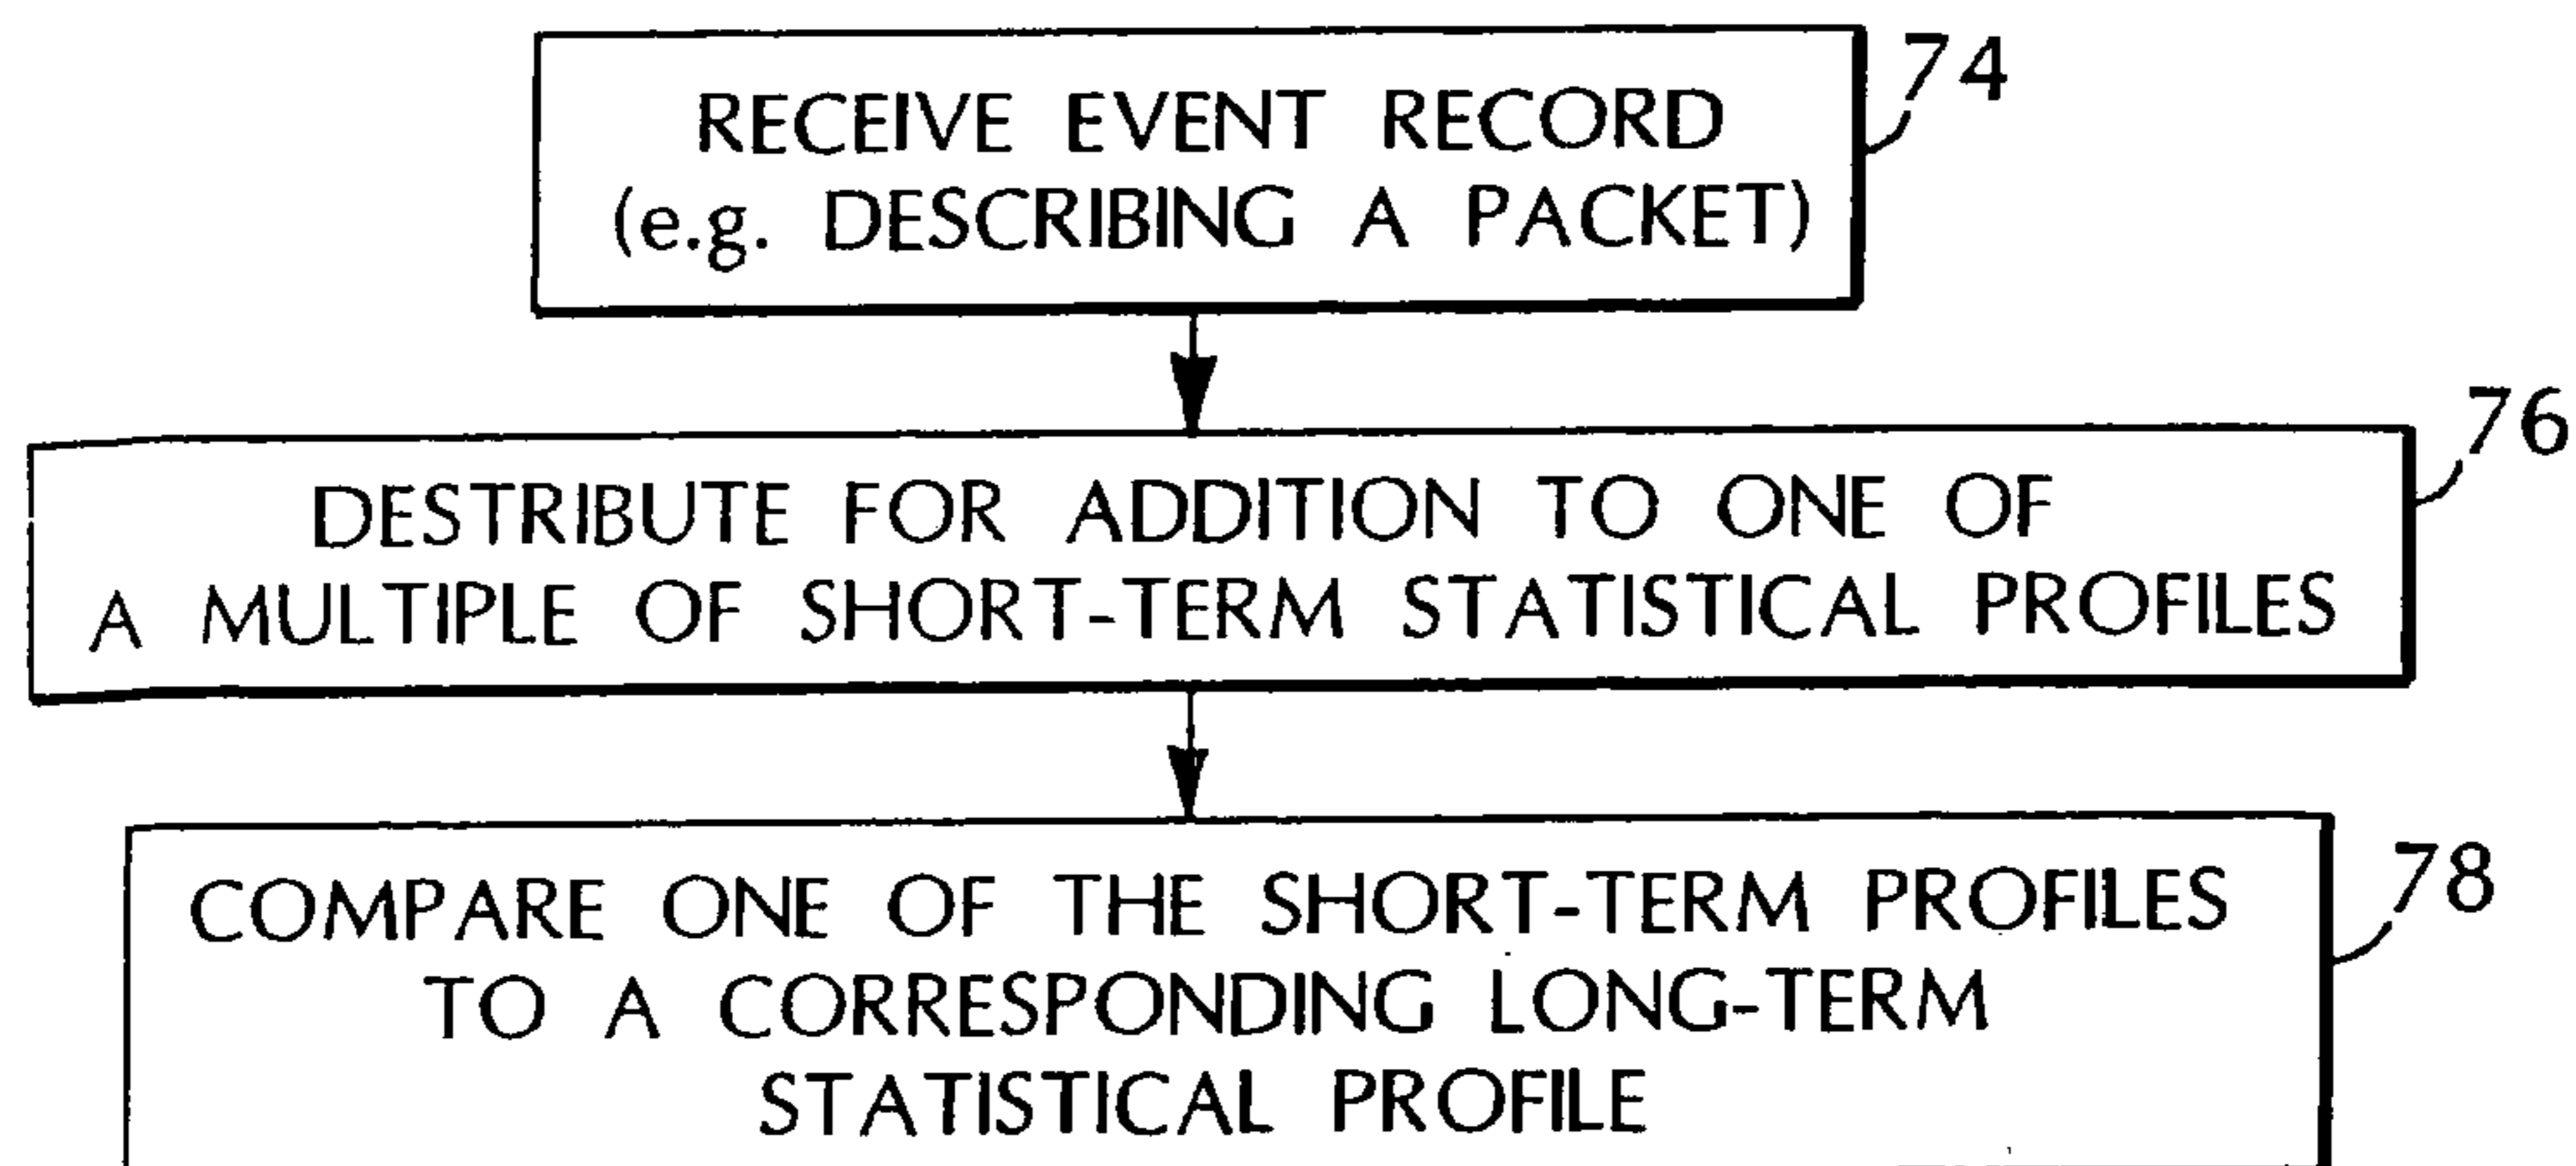 RECEIVE EVENT RECORD
(e.g. DESCRIBING A PACKET)
74
DESTRIBUTE FOR ADDITION TO ONE OF
A MULTIPLE OF SHORT-TERM STATISTICAL PROFILES
76
COMPARE ONE OF THE SHORT-TERM PROFILES
TO A CORRESPONDING LONG-TERM
STATISTICAL PROFILE
78